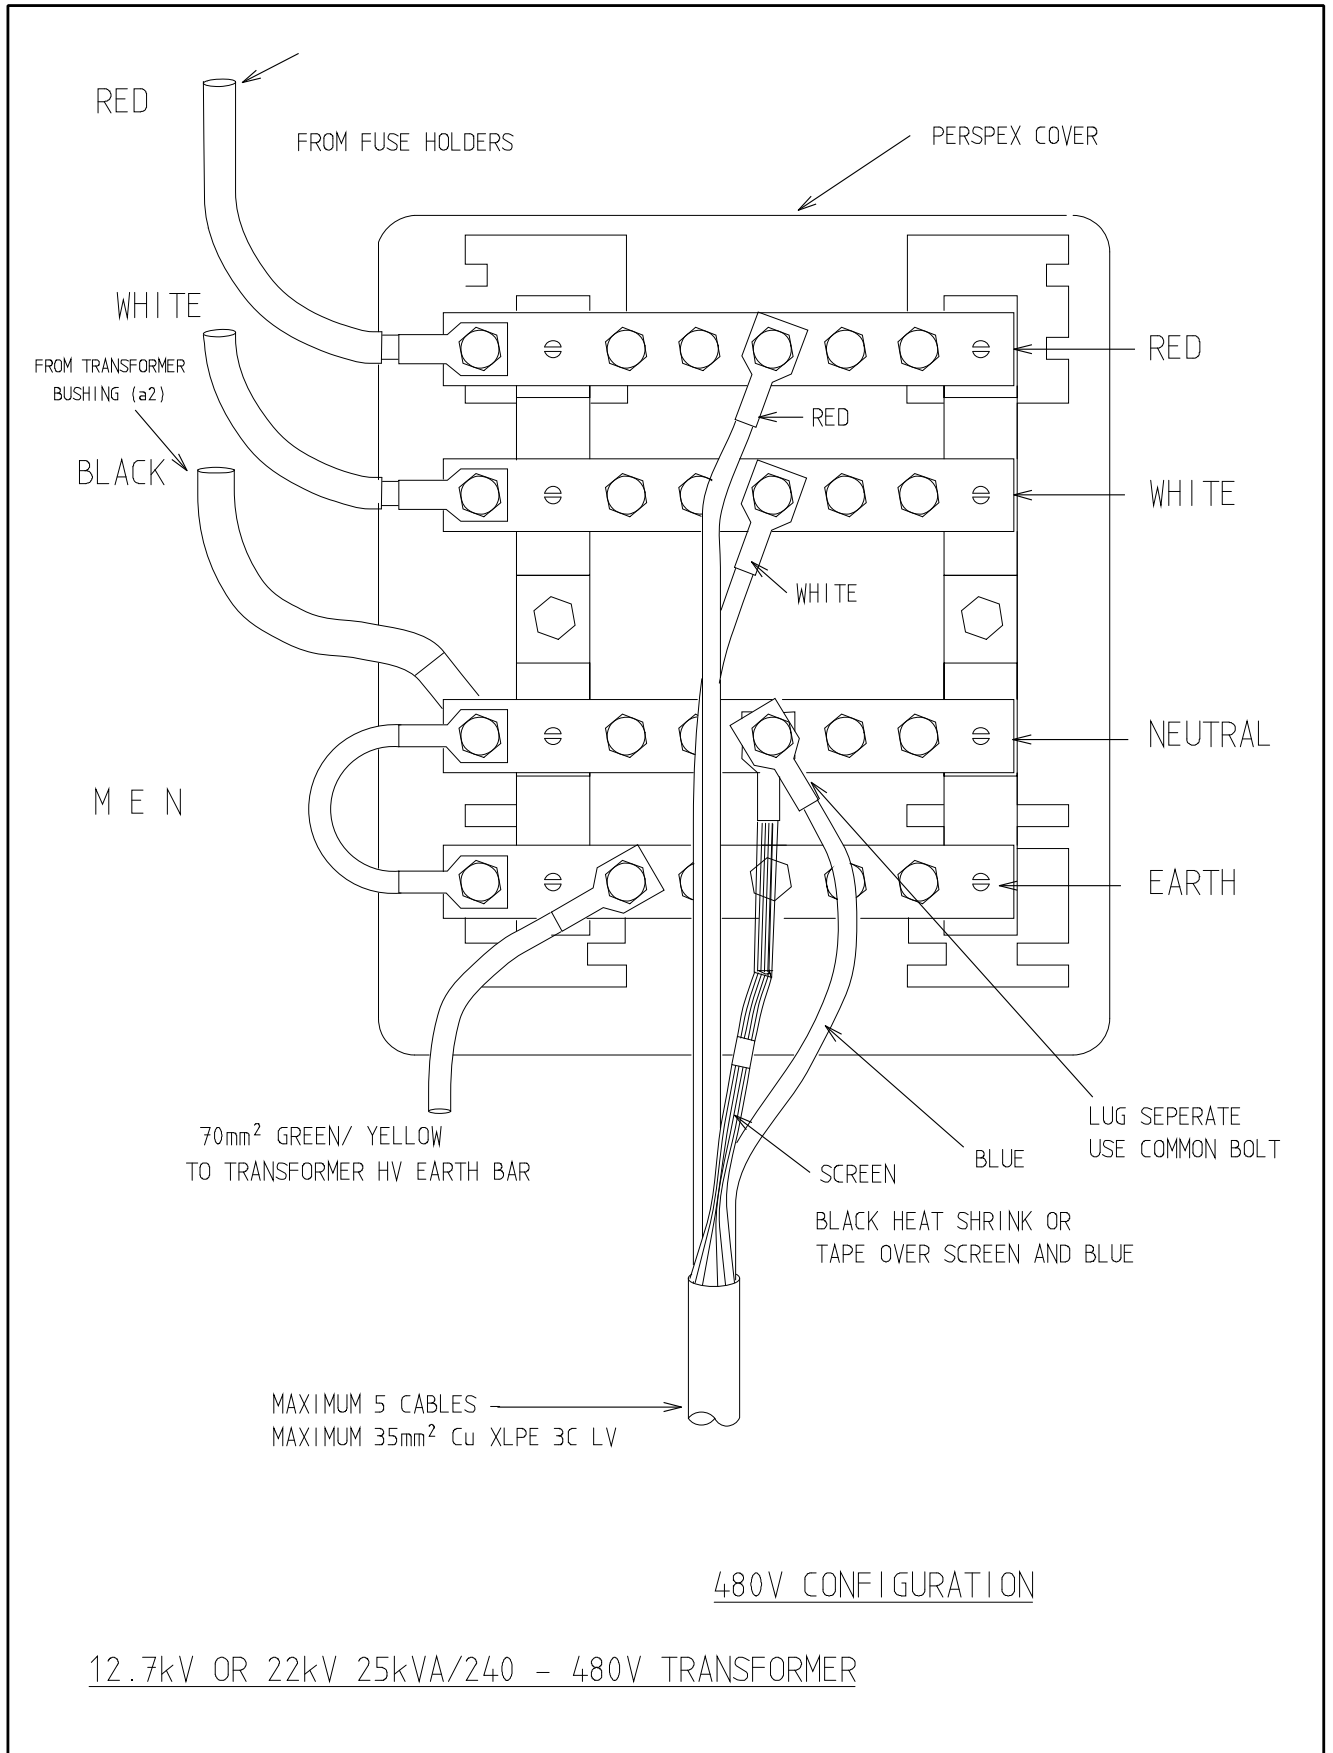 RED
FROM FUSE HOLDERS
PERSPEX COVER
WHITE
FROM TRANSFORMER
BUSHING (a2)
BLACK
RED
RED
WHITE
WHITE
NEUTRAL
M E N
EARTH
70mm² GREEN/ YELLOW
TO TRANSFORMER HV EARTH BAR
LUG SEPERATE
USE COMMON BOLT
BLUE
SCREEN
BLACK HEAT SHRINK OR
TAPE OVER SCREEN AND BLUE
MAXIMUM 5 CABLES
MAXIMUM 35mm² Cu XLPE 3C LV
480V CONFIGURATION
12.7kV OR 22kV 25kVA/240 - 480V TRANSFORMER